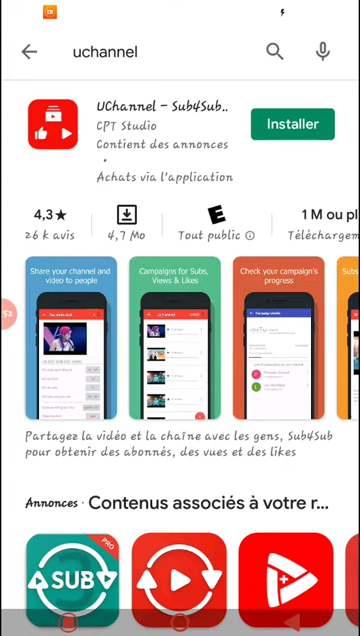 uchannel
UChannel – Sub4Sub..
CPT Studio
Contient des annonces
•
Achats via l'application
Installer
4,3★
26 k avis
4,7 Mo
E
Tout public
1 M ou pl
Téléchargem
Share your channel and
video to people
Campaigns for Subs,
Views & Likes
Check your campaign's
progress
Subs
Partagez la vidéo et la chaîne avec les gens, Sub4Sub
pour obtenir des abonnés, des vues et des likes
Annonces · Contenus associés à votre r...
SUB
PRO